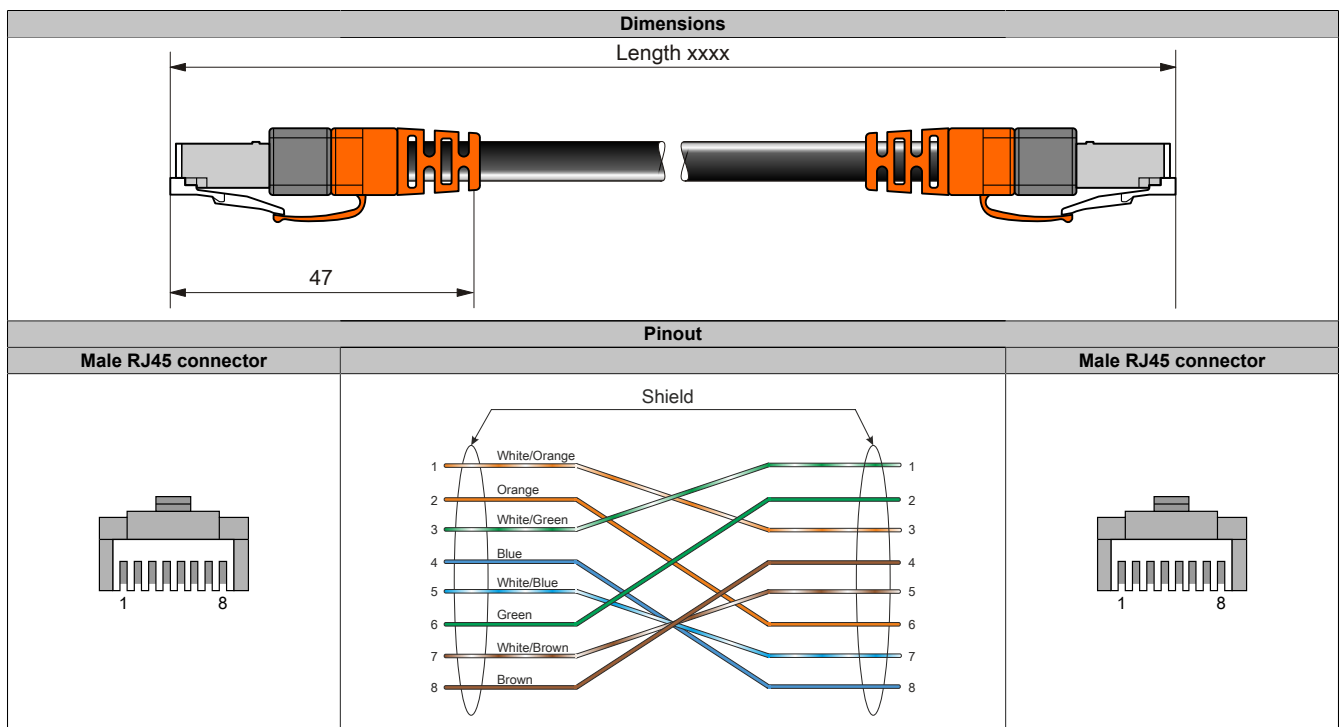 Dimensions
Length xxxx
47
Pinout
Male RJ45 connector
Male RJ45 connector
Shield
1 White/Orange 1
2 Orange 2
3 White/Green 3
4 Blue 4
5 White/Blue 5
6 Green 6
7 White/Brown 7
8 Brown 8
1 8
1 8